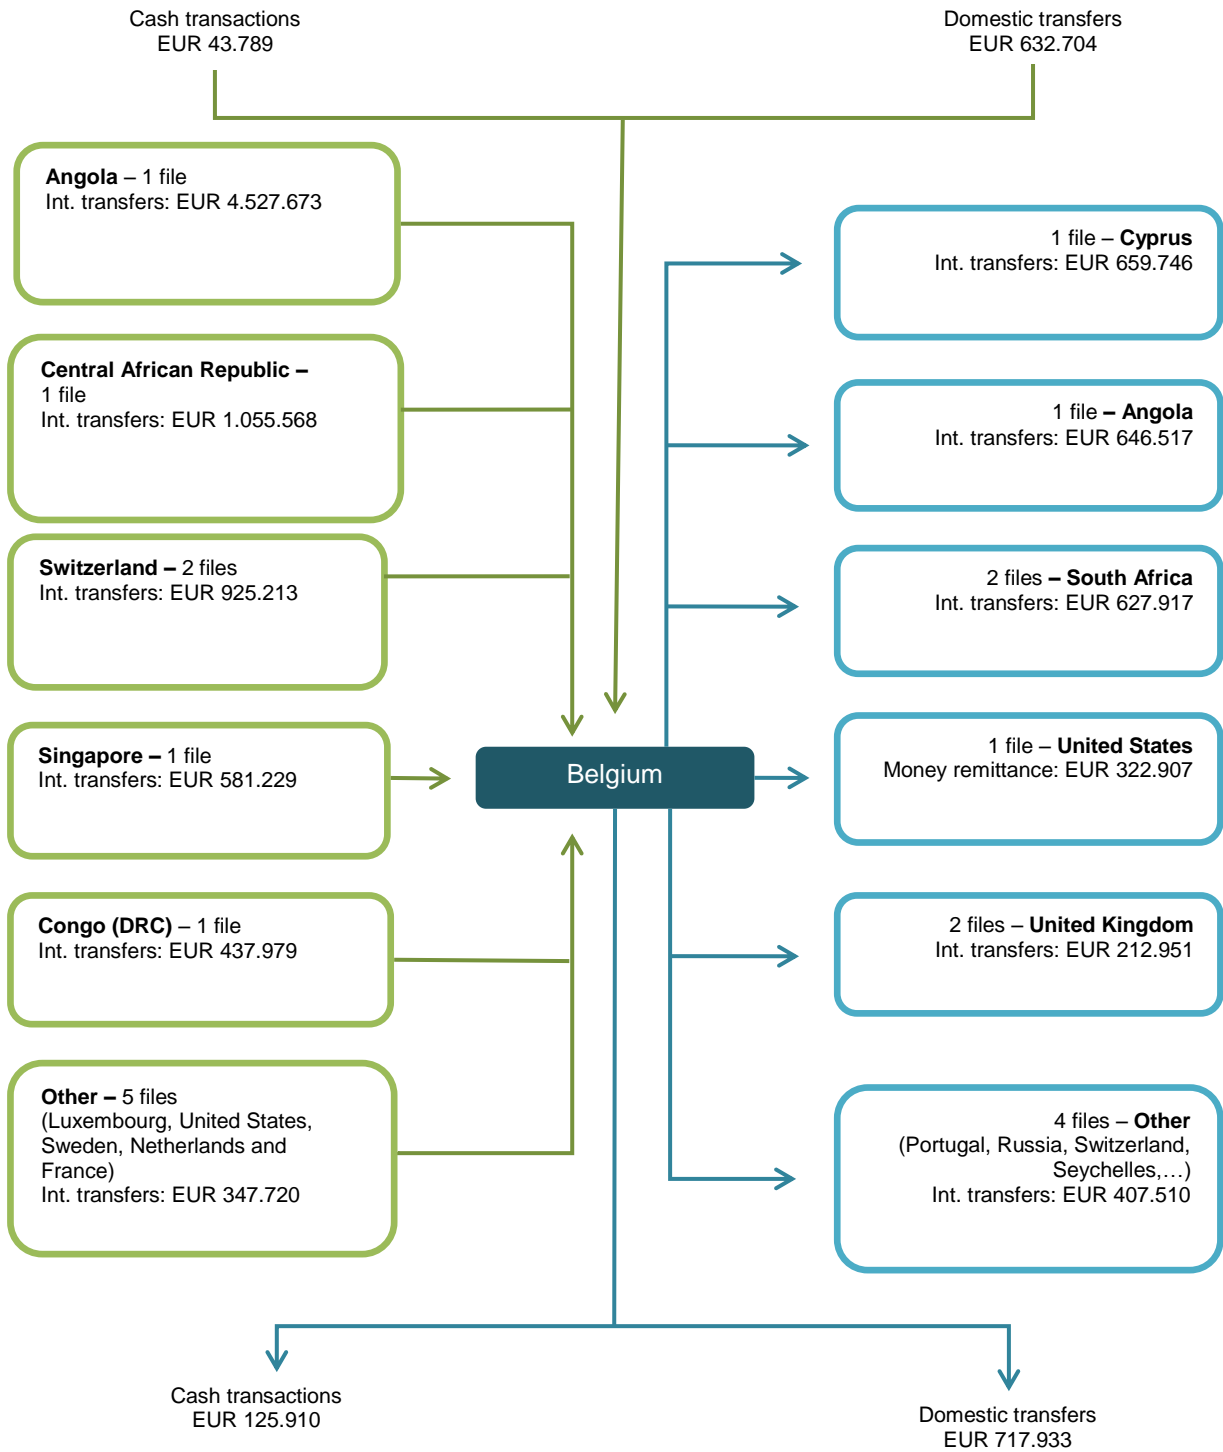 Cash transactions
EUR 43.789
Domestic transfers
EUR 632.704
Angola – 1 file
Int. transfers: EUR 4.527.673
Central African Republic –
1 file
Int. transfers: EUR 1.055.568
Switzerland – 2 files
Int. transfers: EUR 925.213
Singapore – 1 file
Int. transfers: EUR 581.229
Congo (DRC) – 1 file
Int. transfers: EUR 437.979
Other – 5 files
(Luxembourg, United States,
Sweden, Netherlands and
France)
Int. transfers: EUR 347.720
Belgium
1 file – Cyprus
Int. transfers: EUR 659.746
1 file – Angola
Int. transfers: EUR 646.517
2 files – South Africa
Int. transfers: EUR 627.917
1 file – United States
Money remittance: EUR 322.907
2 files – United Kingdom
Int. transfers: EUR 212.951
4 files – Other
(Portugal, Russia, Switzerland,
Seychelles,…)
Int. transfers: EUR 407.510
Cash transactions
EUR 125.910
Domestic transfers
EUR 717.933